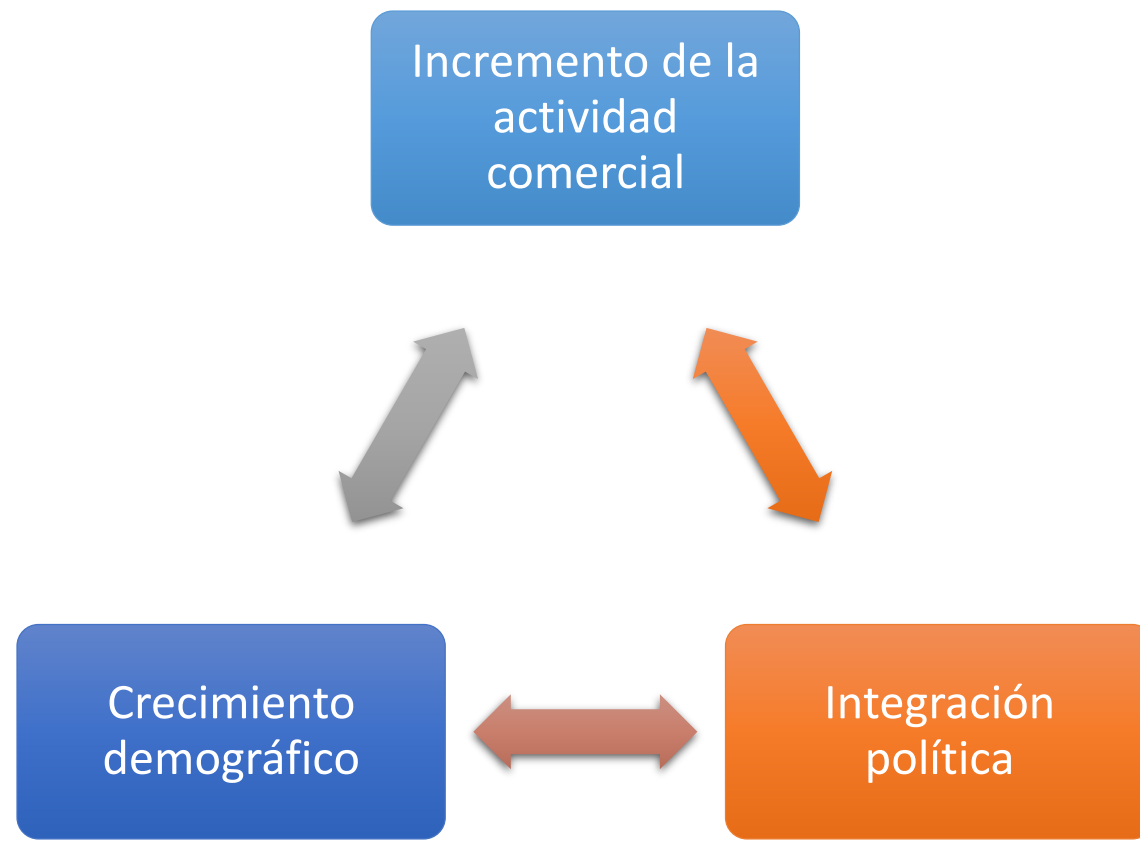 Incremento de la
actividad
comercial
Crecimiento
demográfico
Integración
política